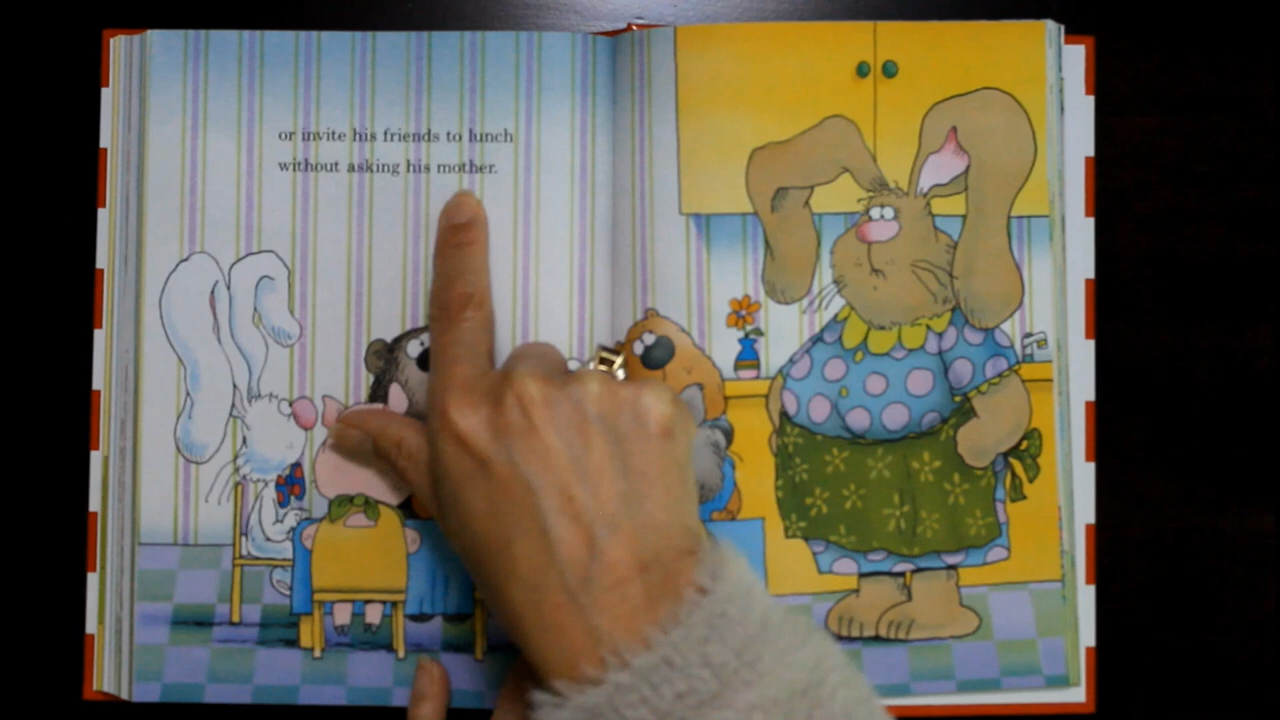 or invite his friends to lunch
without asking his mother.